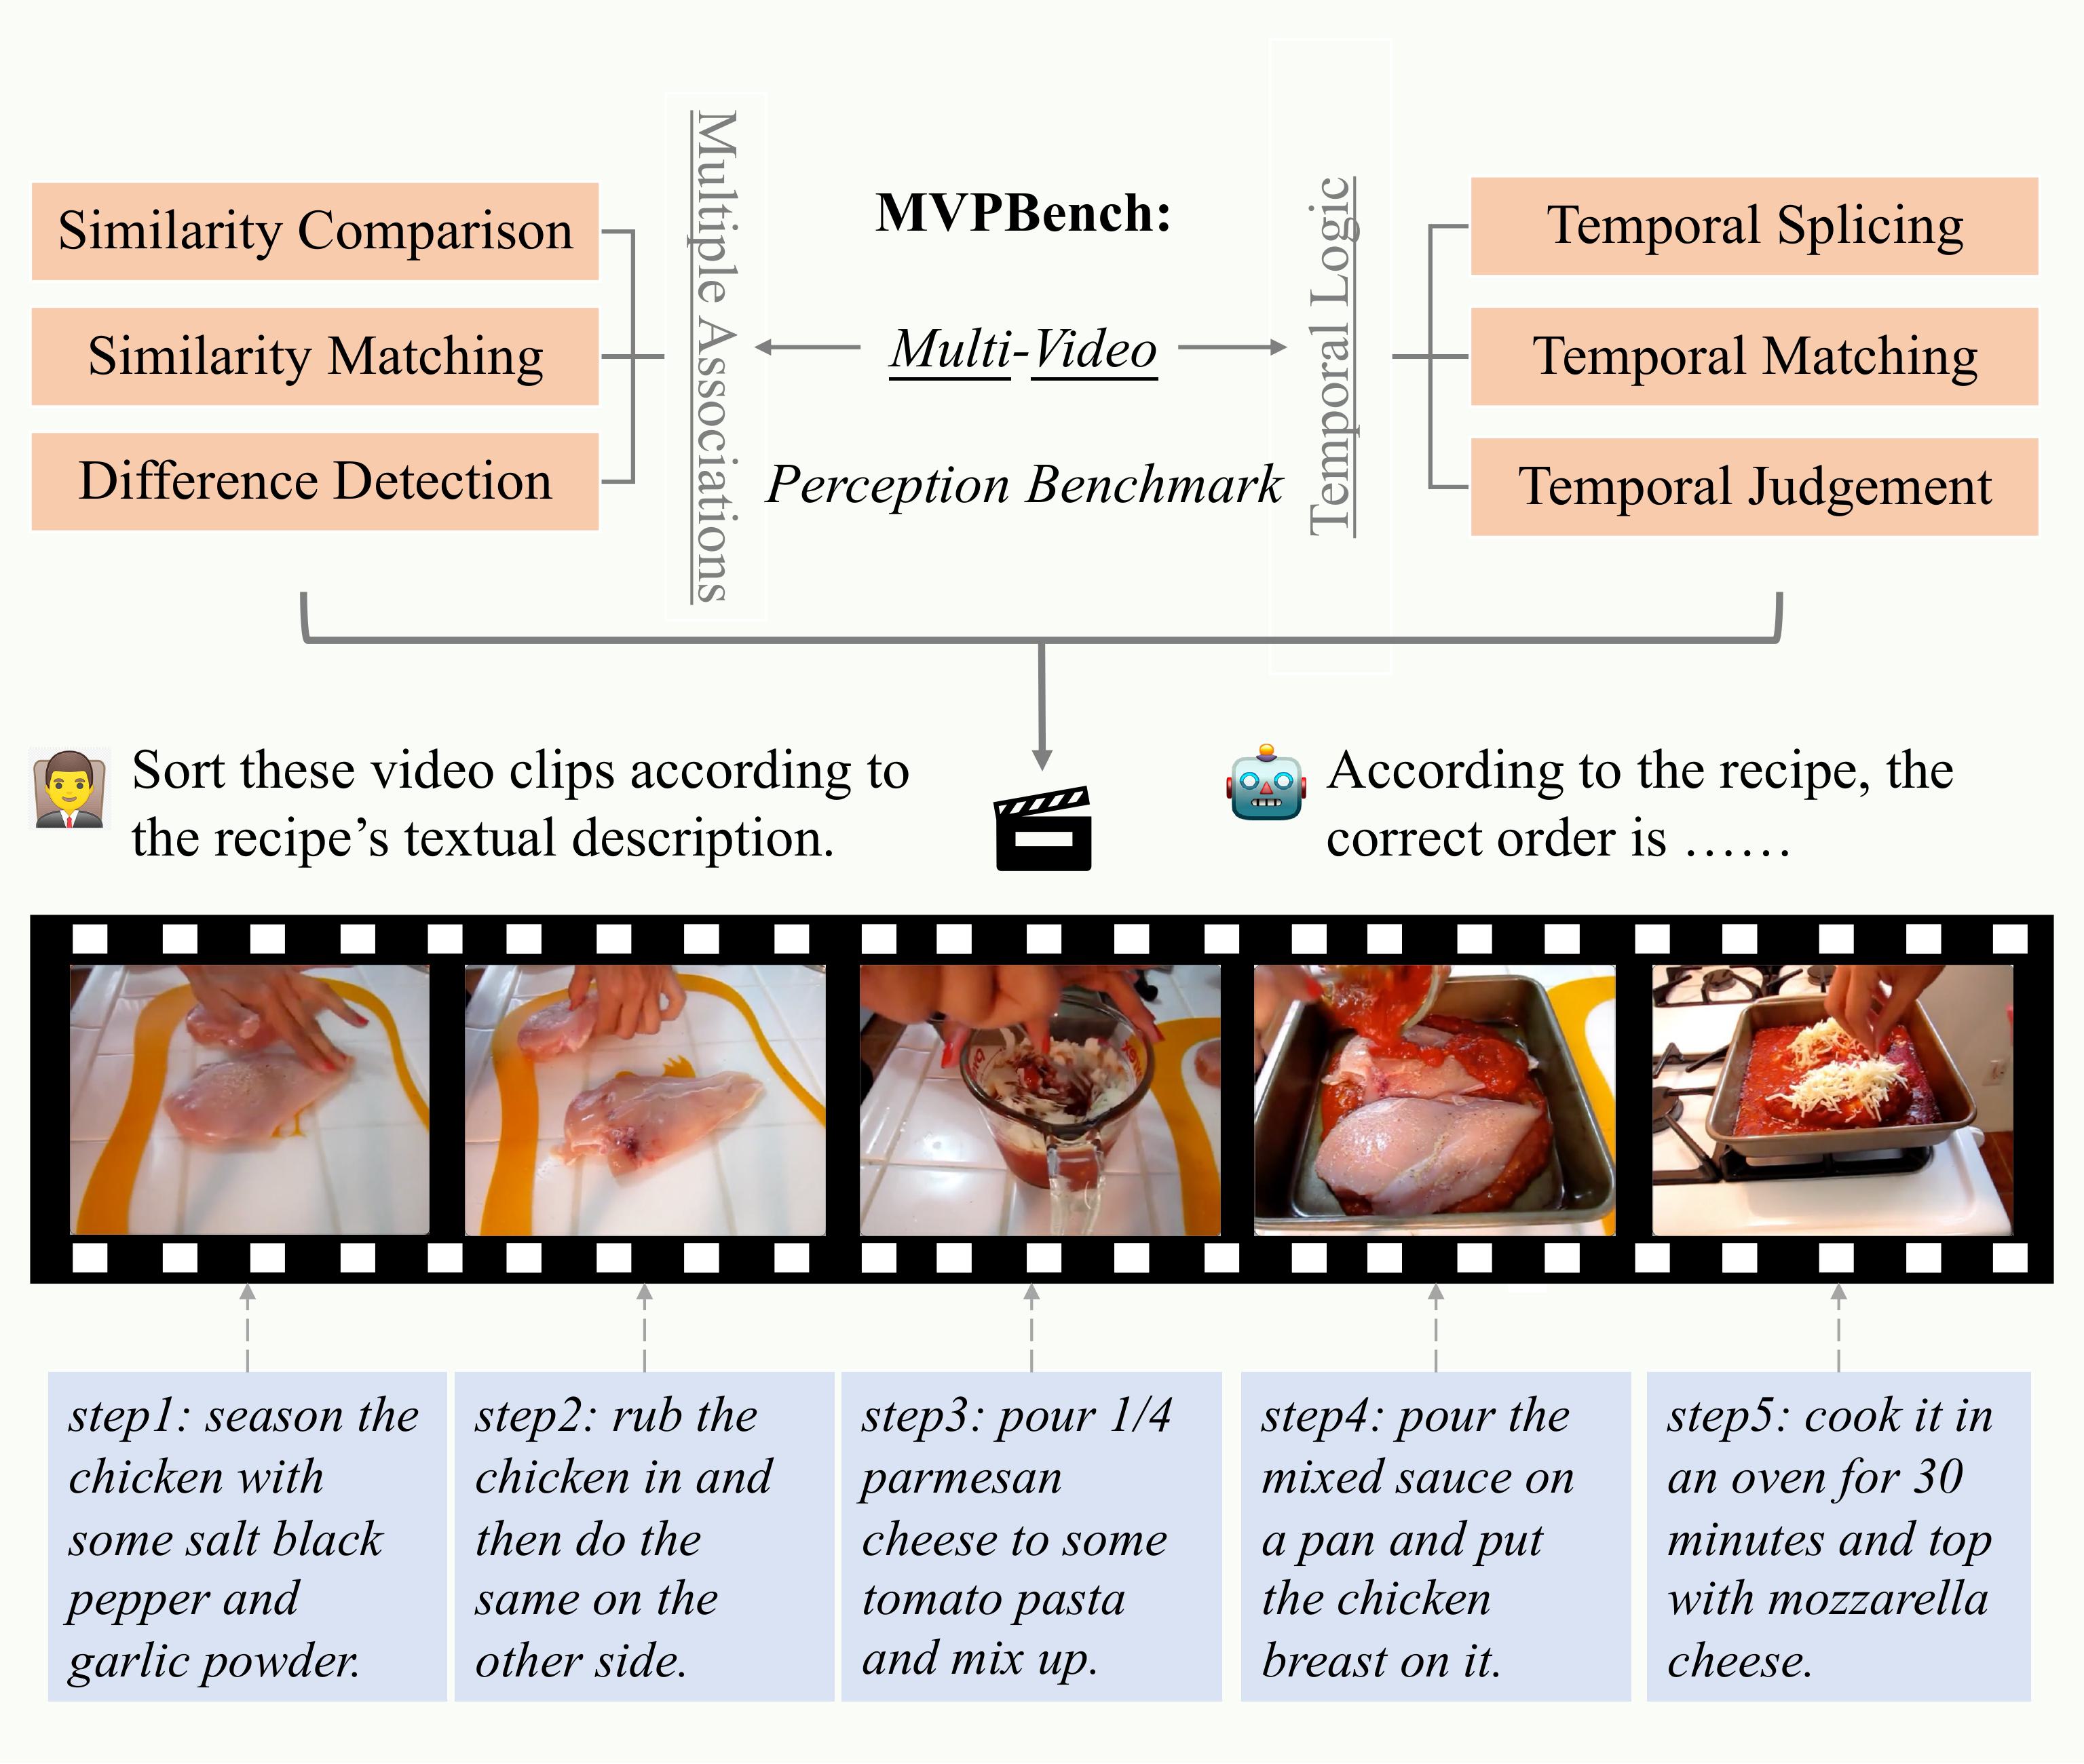 Similarity Comparison
Similarity Matching
Difference Detection
Multiple Associations
MVPBench:
Multi-Video
Perception Benchmark
Temporal Logic
Temporal Splicing
Temporal Matching
Temporal Judgement
Sort these video clips according to
the recipe’s textual description.
According to the recipe, the
correct order is ……
step1: season the
chicken with
some salt black
pepper and
garlic powder.
step2: rub the
chicken in and
then do the
same on the
other side.
step3: pour 1/4
parmesan
cheese to some
tomato pasta
and mix up.
step4: pour the
mixed sauce on
a pan and put
the chicken
breast on it.
step5: cook it in
an oven for 30
minutes and top
with mozzarella
cheese.